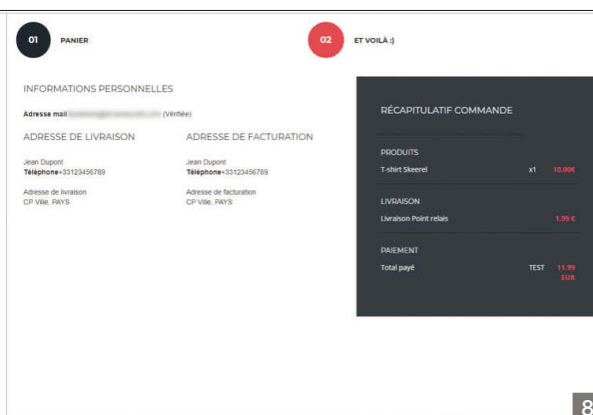 01 PANIER
02 ET VOILÀ :)
INFORMATIONS PERSONNELLES
Adresse mail (Vérifiée)
ADRESSE DE LIVRAISON
Jean Dupont
Téléphone+33123456789
Adresse de livraison
CP Ville, PAYS
ADRESSE DE FACTURATION
Jean Dupont
Téléphone+33123456789
Adresse de facturation
CP Ville, PAYS
RÉCAPITULATIF COMMANDE
PRODUITS
T-shirt Skeerel x1 10.00€
LIVRAISON
Livraison Point relais 1.99 €
PAIEMENT
Total payé TEST 11.99
EUR
8